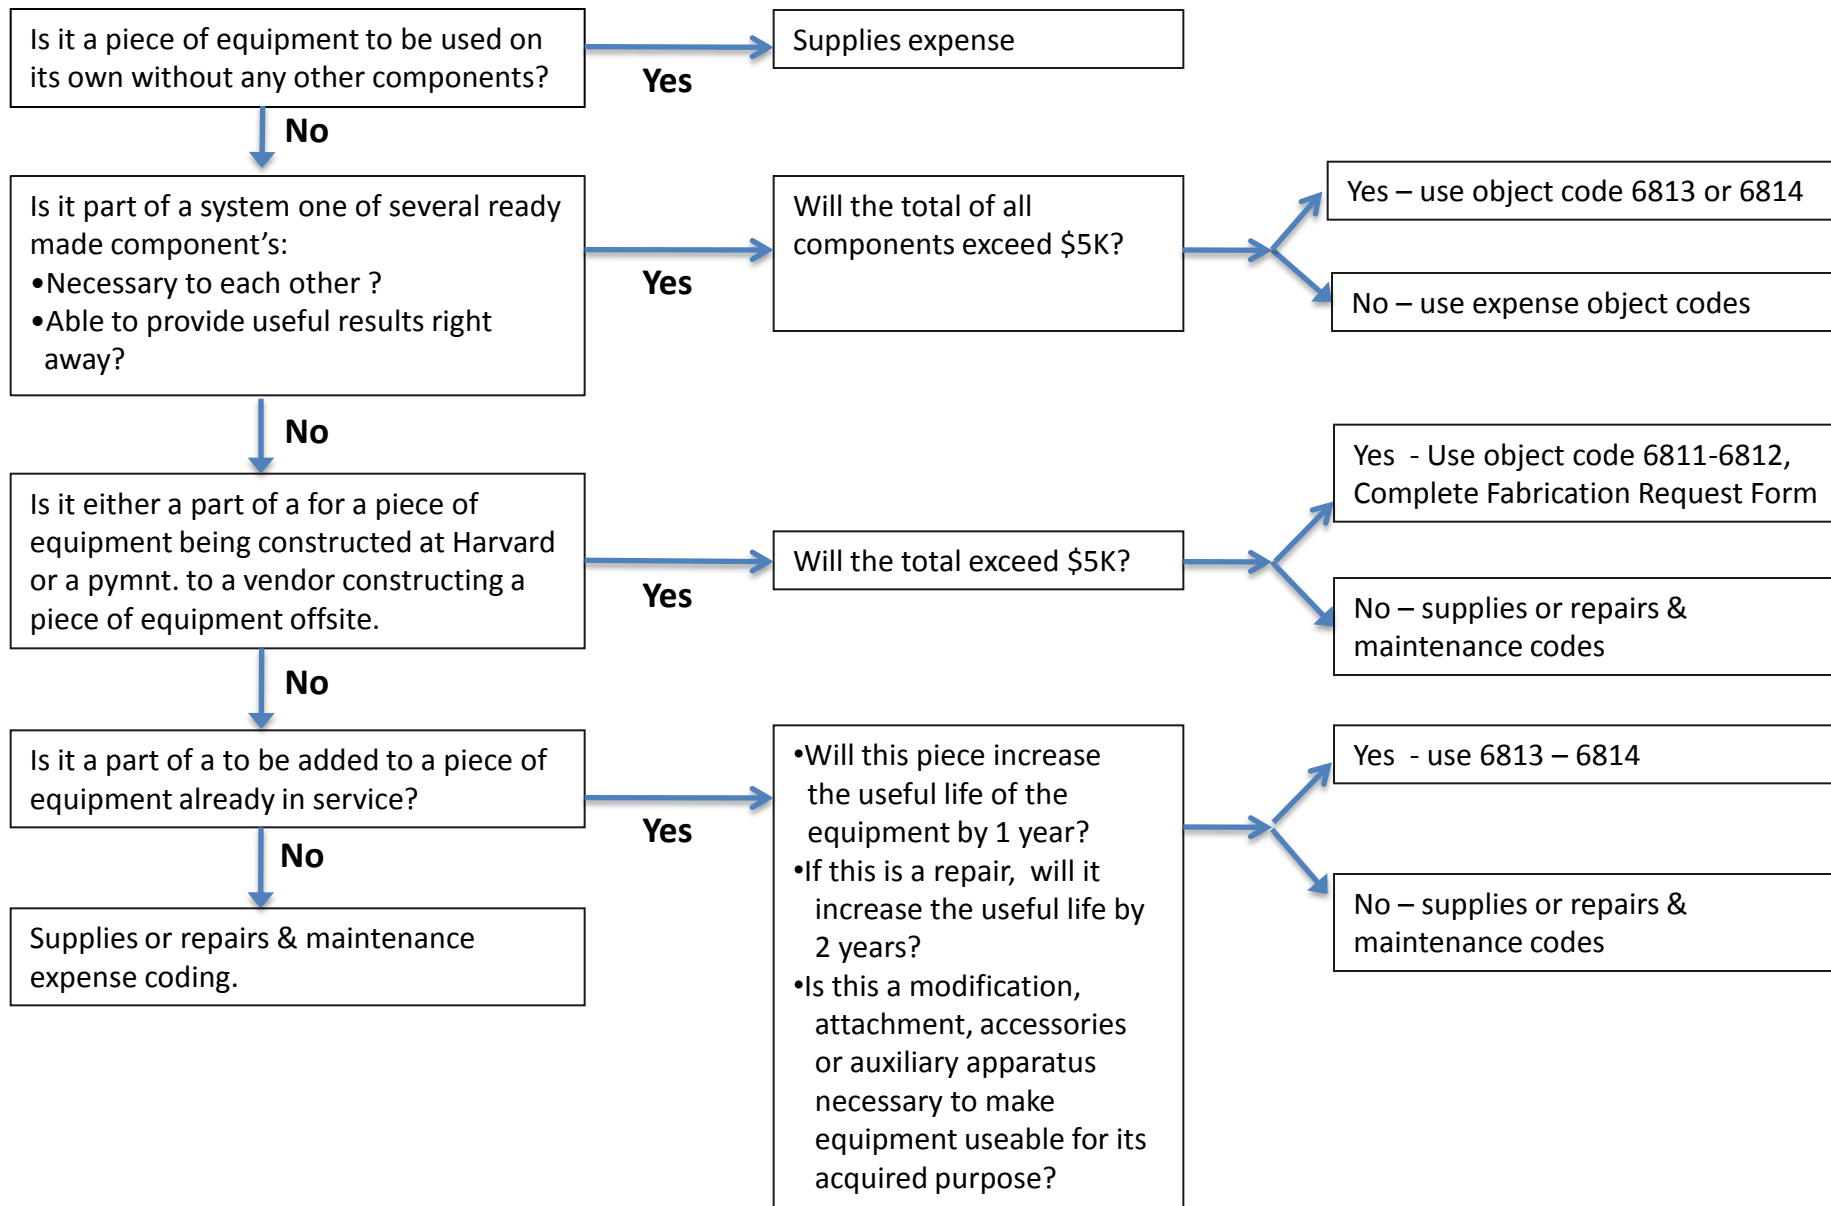 Is it a piece of equipment to be used on
its own without any other components?
Yes
Supplies expense
No
Is it part of a system one of several ready
made component's:
•Necessary to each other ?
•Able to provide useful results right
away?
Yes
Will the total of all
components exceed $5K?
Yes – use object code 6813 or 6814
No – use expense object codes
No
Is it either a part of a for a piece of
equipment being constructed at Harvard
or a pymnt. to a vendor constructing a
piece of equipment offsite.
Yes
Will the total exceed $5K?
Yes - Use object code 6811-6812,
Complete Fabrication Request Form
No – supplies or repairs &
maintenance codes
No
Is it a part of a to be added to a piece of
equipment already in service?
Yes
•Will this piece increase
the useful life of the
equipment by 1 year?
•If this is a repair, will it
increase the useful life by
2 years?
•Is this a modification,
attachment, accessories
or auxiliary apparatus
necessary to make
equipment useable for its
acquired purpose?
Yes - use 6813 – 6814
No – supplies or repairs &
maintenance codes
No
Supplies or repairs & maintenance
expense coding.